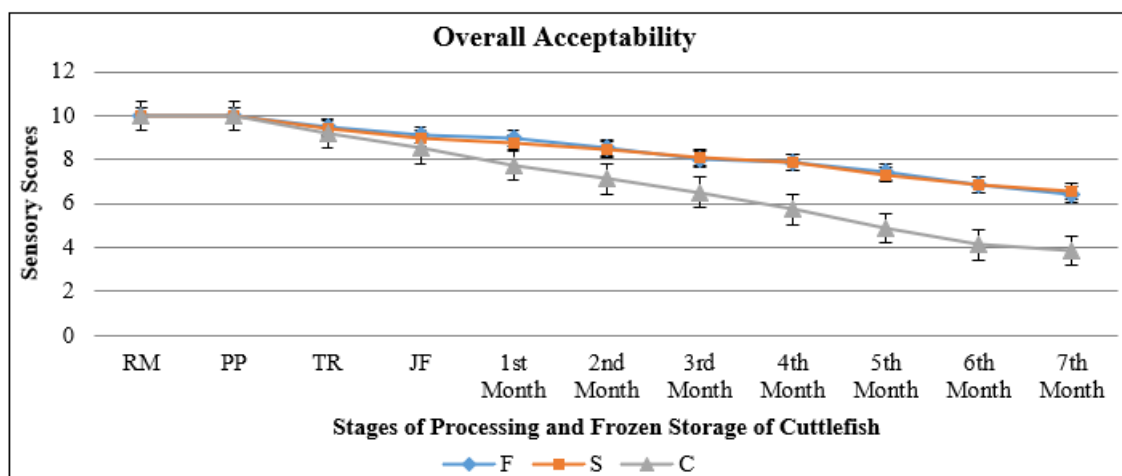 Overall Acceptability
Sensory Scores
12
10
8
6
4
2
0
RM PP TR JF 1st Month 2nd Month 3rd Month 4th Month 5th Month 6th Month 7th Month
Stages of Processing and Frozen Storage of Cuttlefish
F S C